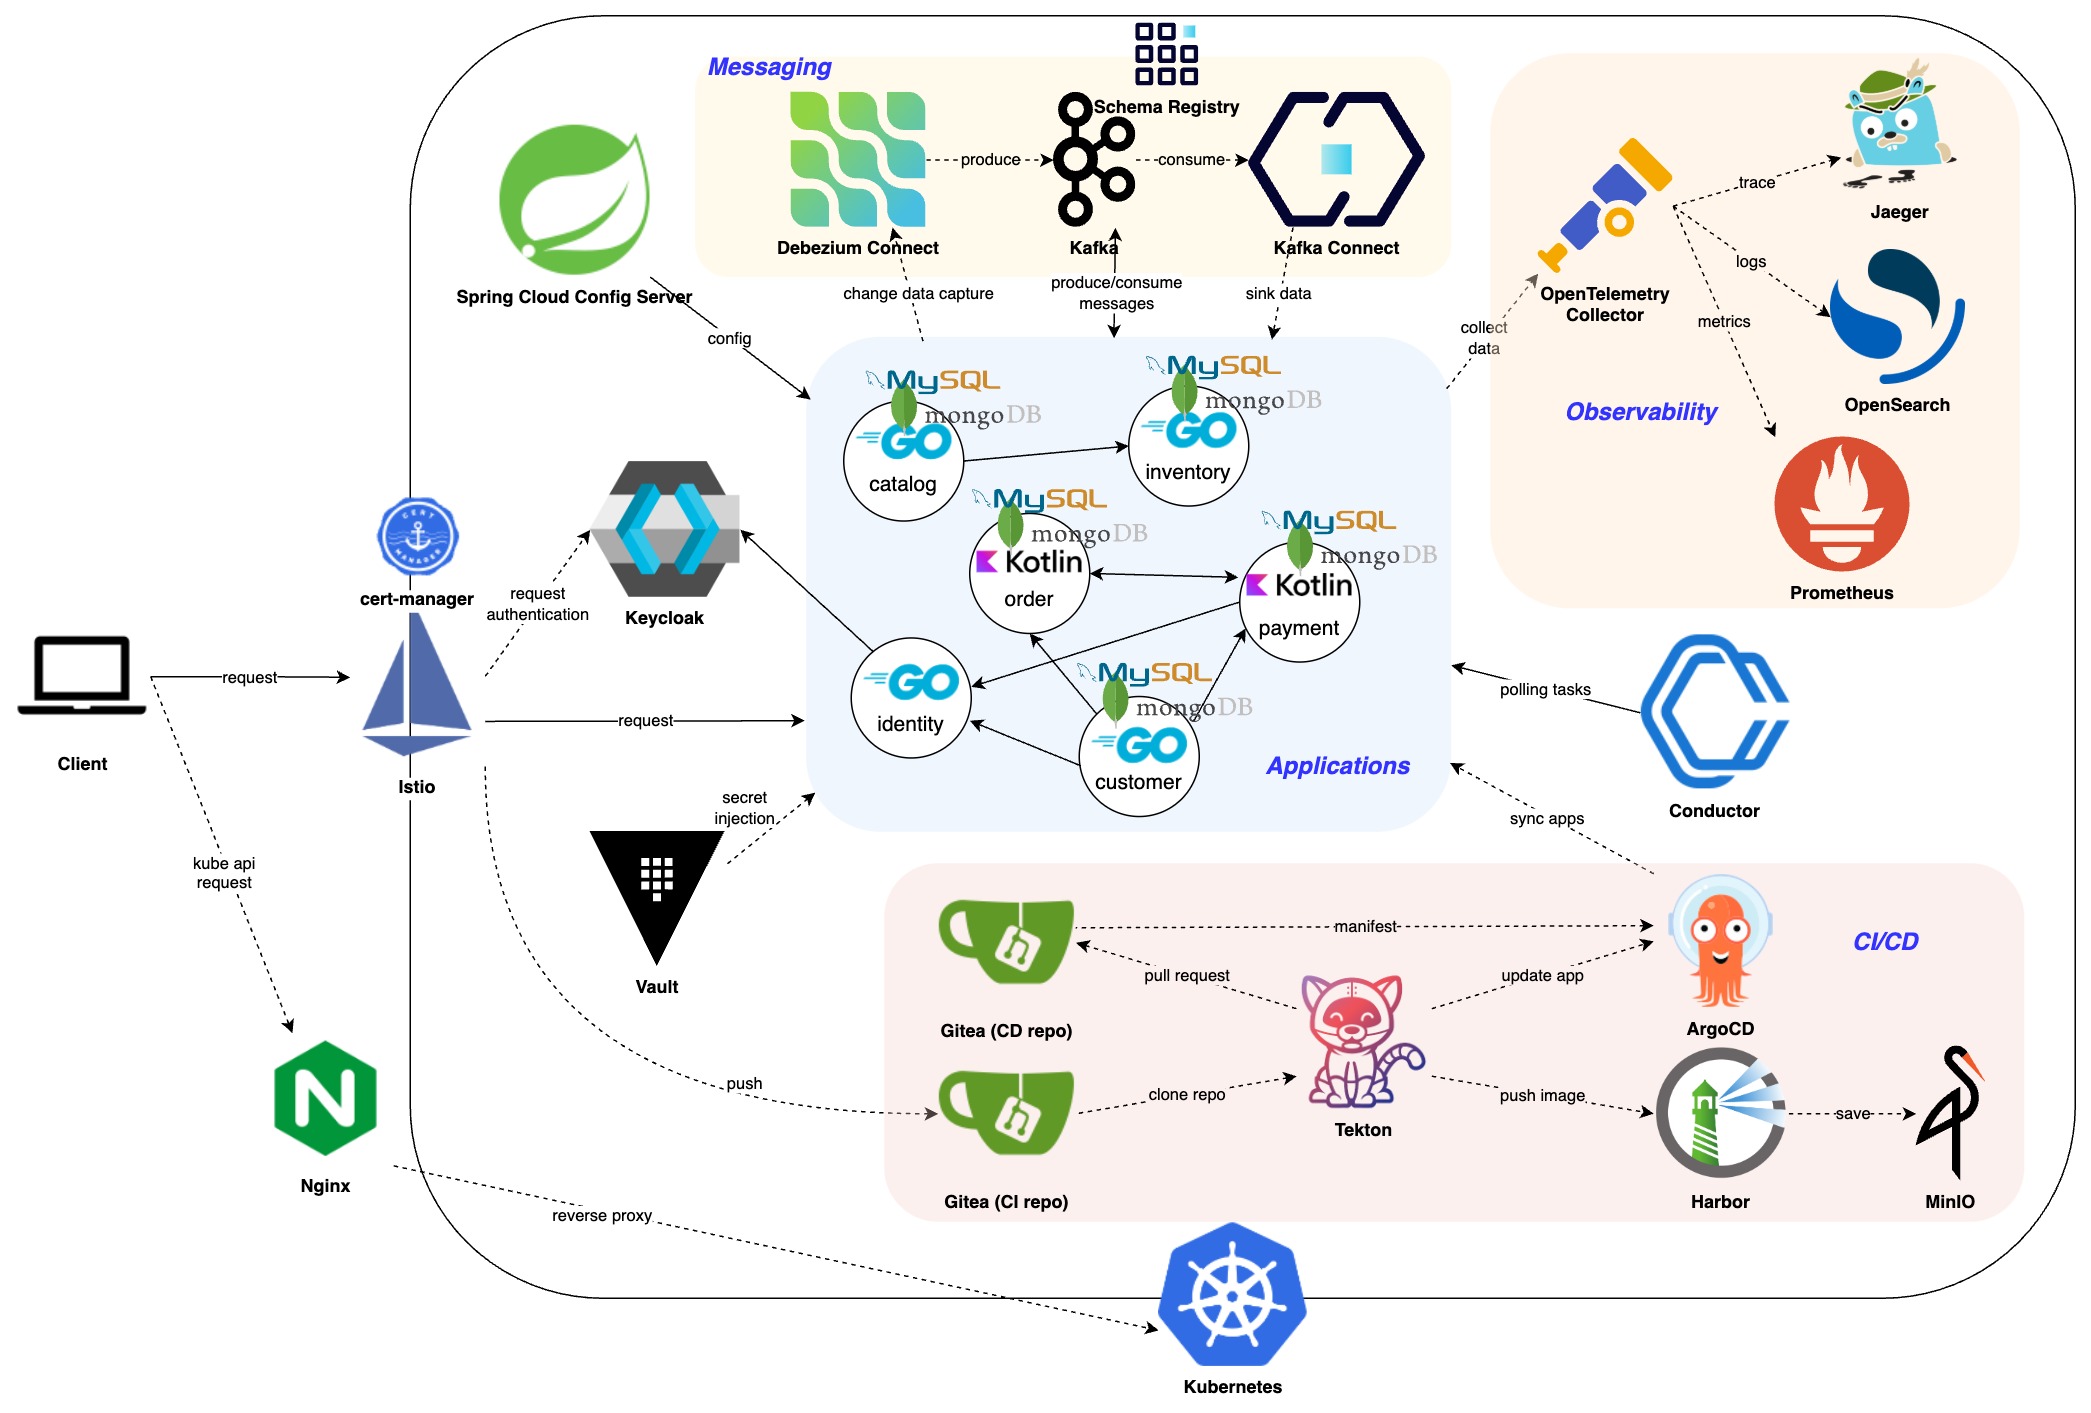 Messaging
Schema Registry
produce
consume
Debezium Connect
Kafka
Kafka Connect
change data capture
produce/consume
messages
sink data
Spring Cloud Config Server
config
trace
Jaeger
logs
OpenTelemetry
Collector
metrics
OpenSearch
collect
data
Observability
Prometheus
MySQL
mongoDB
GO
catalog
MySQL
mongoDB
GO
inventory
MySQL
mongoDB
Kotlin
order
MySQL
mongoDB
Kotlin
payment
GO
identity
MySQL
mongoDB
GO
customer
Applications
CERT
MANAGER
cert-manager
request
authentication
Keycloak
Client
request
Istio
request
kube api
request
secret
injection
Vault
polling tasks
Conductor
sync apps
CI/CD
manifest
pull request
update app
Gitea (CD repo)
ArgoCD
push
clone repo
Tekton
push image
save
Gitea (CI repo)
Harbor
MinIO
N
Nginx
reverse proxy
Kubernetes